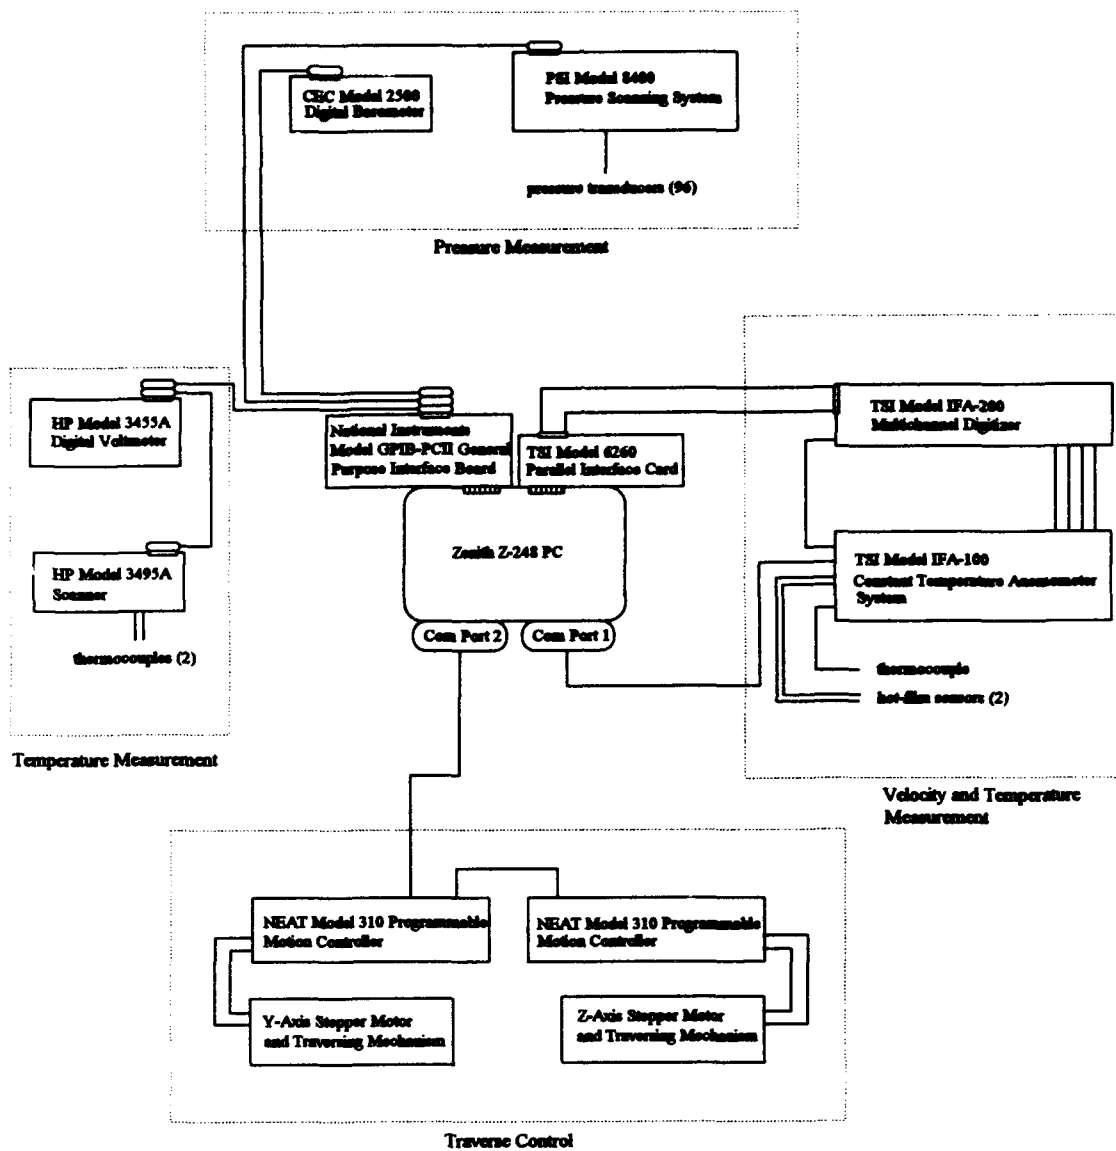 CEC Model 2500
Digital Barometer
PSI Model 8400
Pressure Scanning System
pressure transducers (96)
Pressure Measurement
HP Model 3455A
Digital Voltmeter
HP Model 3495A
Scanner
thermocouples (2)
Temperature Measurement
National Instruments
Model GPIB-PCII General
Purpose Interface Board
TSI Model 6260
Parallel Interface Card
Zenith Z-248 PC
Com Port 2
Com Port 1
TSI Model IFA-200
Multichannel Digitizer
TSI Model IFA-100
Constant Temperature Anemometer
System
thermocouple
hot-film sensors (2)
Velocity and Temperature
Measurement
NEAT Model 310 Programmable
Motion Controller
NEAT Model 310 Programmable
Motion Controller
Y-Axis Stepper Motor
and Traversing Mechanism
Z-Axis Stepper Motor
and Traversing Mechanism
Traverse Control